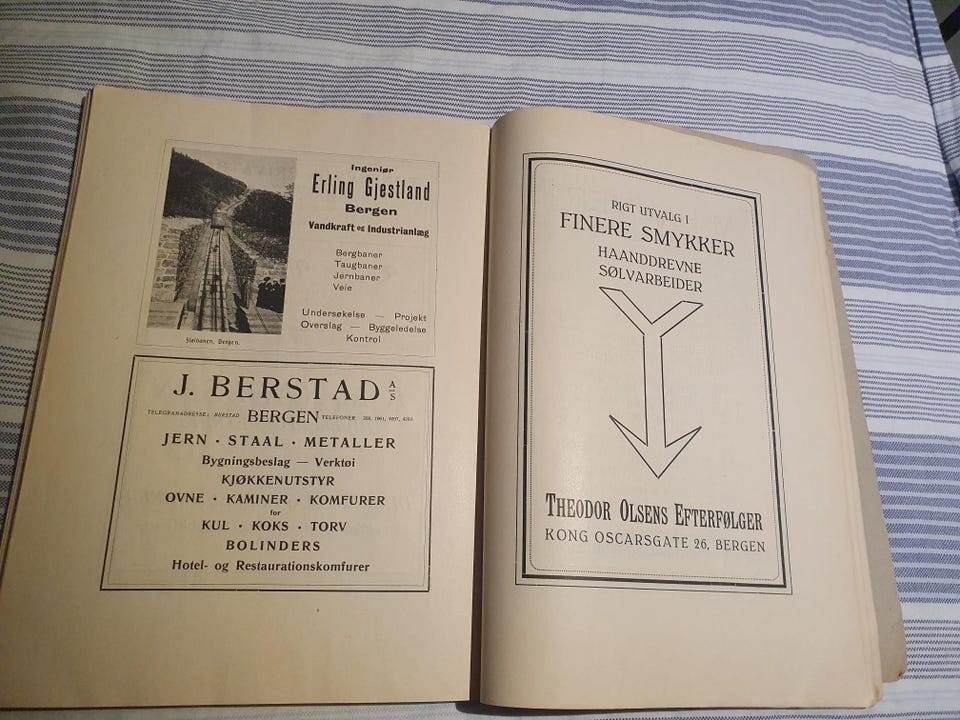 Ingeniør
Erling Gjestland
Bergen
Vandkraft og Industrianlæg
Bergbaner
Taugbaner
Jernbaner
Veie
Undersøkelse — Projekt
Overslag — Byggeledelse
Kontrol
Fløibanen, Bergen.
J. BERSTAD A/S
TELEGRAMADRESSE: BERSTAD BERGEN TELEFONER
JERN · STAAL · METALLER
Bygningsbeslag — Verktøi
KJØKKENUTSTYR
OVNE · KAMINER · KOMFURER
for
KUL · KOKS · TORV
BOLINDERS
Hotel- og Restaurationskomfurer
RIGT UTVALG I
FINERE SMYKKER
HAANDDREVNE
SØLVARBEIDER
THEODOR OLSENS EFTERFØLGER
KONG OSCARSGATE 26, BERGEN